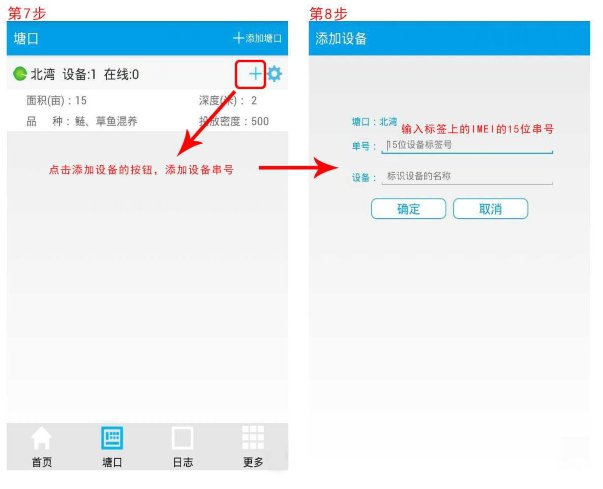 第7步
塘口
添加塘口
北湾 设备:1 在线:0
面积(亩)：15
深度(米)： 2
品 种：鲢、草鱼混养
投放密度：500
点击添加设备的按钮，添加设备串号
首页
塘口
日志
更多
第8步
添加设备
塘口：北湾
输入标签上的IMEI的15位串号
单号：
15位设备标签号
设备：
标识设备的名称
确定
取消